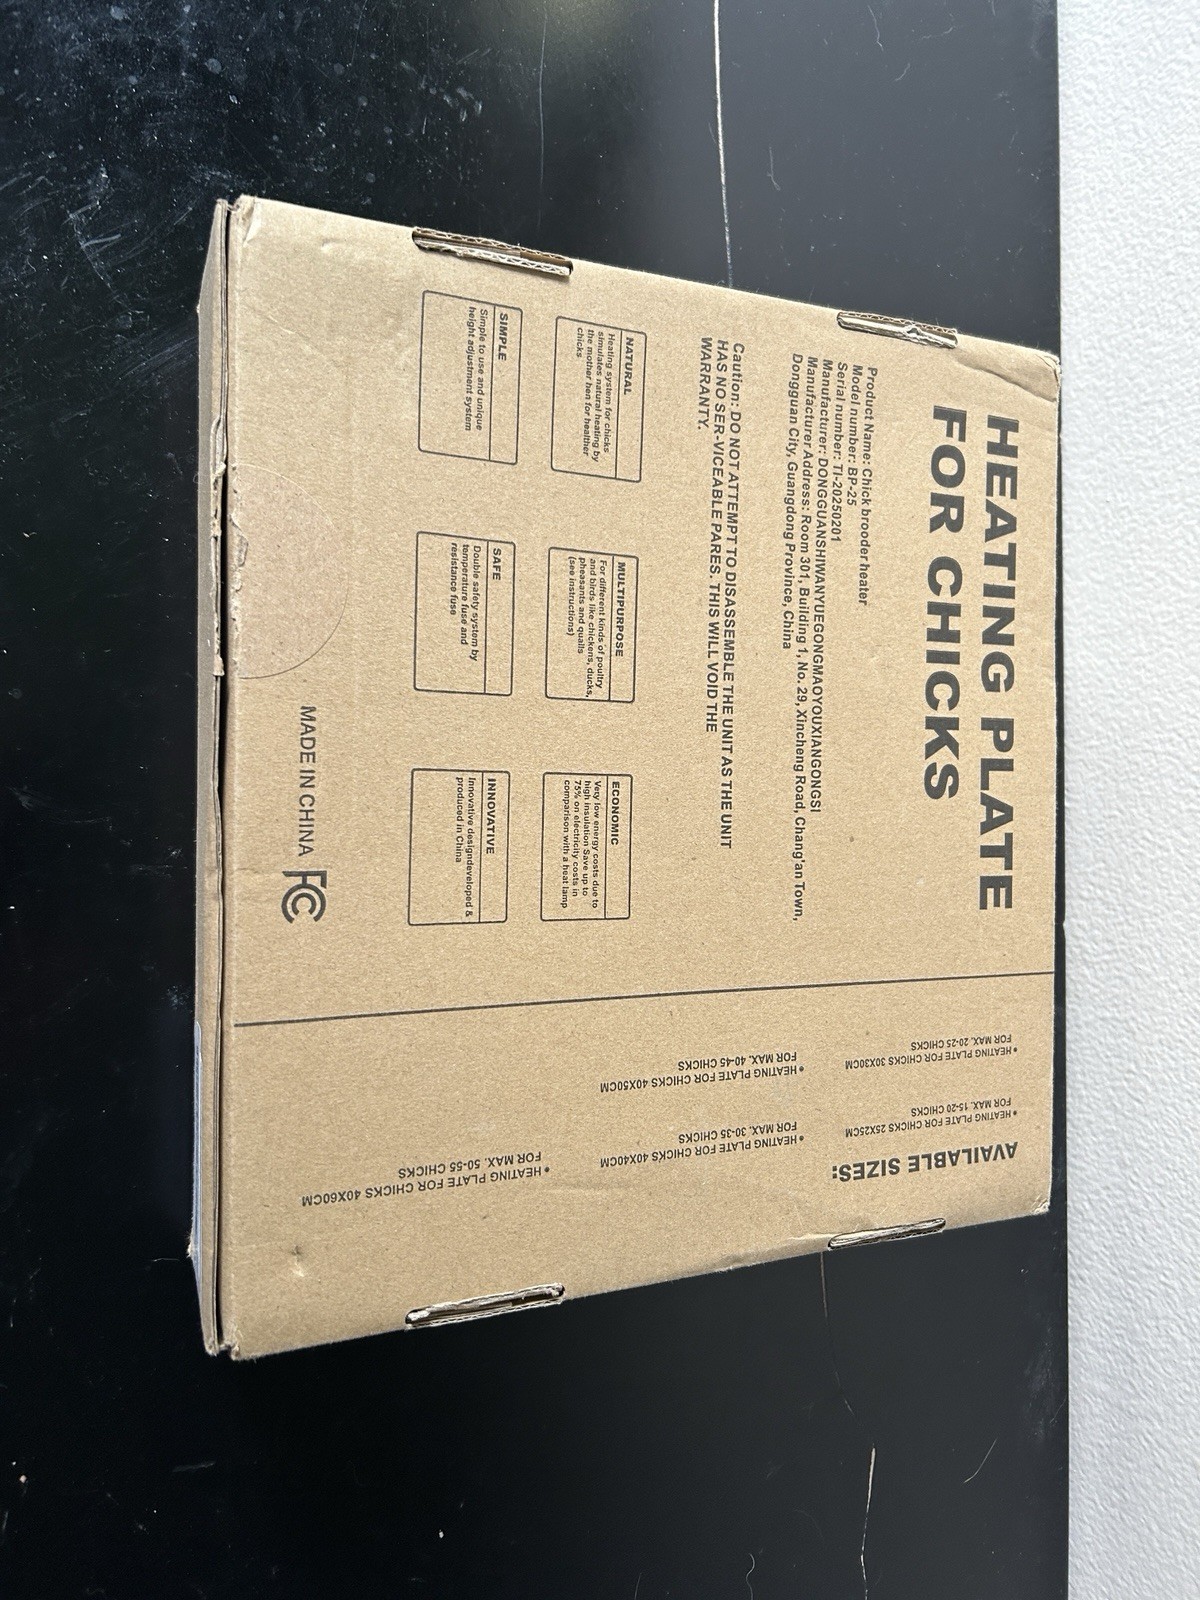 HEATING PLATE
FOR CHICKS
Product Name: Chick brooder heater
Model number: BP-25
Serial number: TI-20250201
Manufacturer: DONGGUANSHIWANYUEGONGMAOYOUXIANGONGSI
Manufacturer Address: Room 301, Building 1, No. 29, Xincheng Road, Chang'an Town,
Dongguan City, Guangdong Province, China
Caution: DO NOT ATTEMPT TO DISASSEMBLE THE UNIT AS THE UNIT
HAS NO SER-VICEABLE PARES. THIS WILL VOID THE
WARRANTY.
NATURAL
Heating system for chicks
simulates natural heating by
the mother hen for healther
chicks
MULTIPURPOSE
For different kinds of poultry
and birds like chickens, ducks,
pheasants and quails
(see instructions)
ECONOMIC
Very low energy costs due to
high insulation Save up to
75% on electricity costs in
comparison with a heat lamp
SIMPLE
Simple to use and unique
height adjustment system
SAFE
Double safety system by
temperature fuse and
resistance fuse
INNOVATIVE
Innovative designdeveloped &
produced in China
MADE IN CHINA FC
AVAILABLE SIZES:
• HEATING PLATE FOR CHICKS 25X25CM
FOR MAX. 15-20 CHICKS
• HEATING PLATE FOR CHICKS 30X30CM
FOR MAX. 20-25 CHICKS
• HEATING PLATE FOR CHICKS 40X40CM
FOR MAX. 30-35 CHICKS
• HEATING PLATE FOR CHICKS 40X50CM
FOR MAX. 40-45 CHICKS
• HEATING PLATE FOR CHICKS 40X60CM
FOR MAX. 50-55 CHICKS